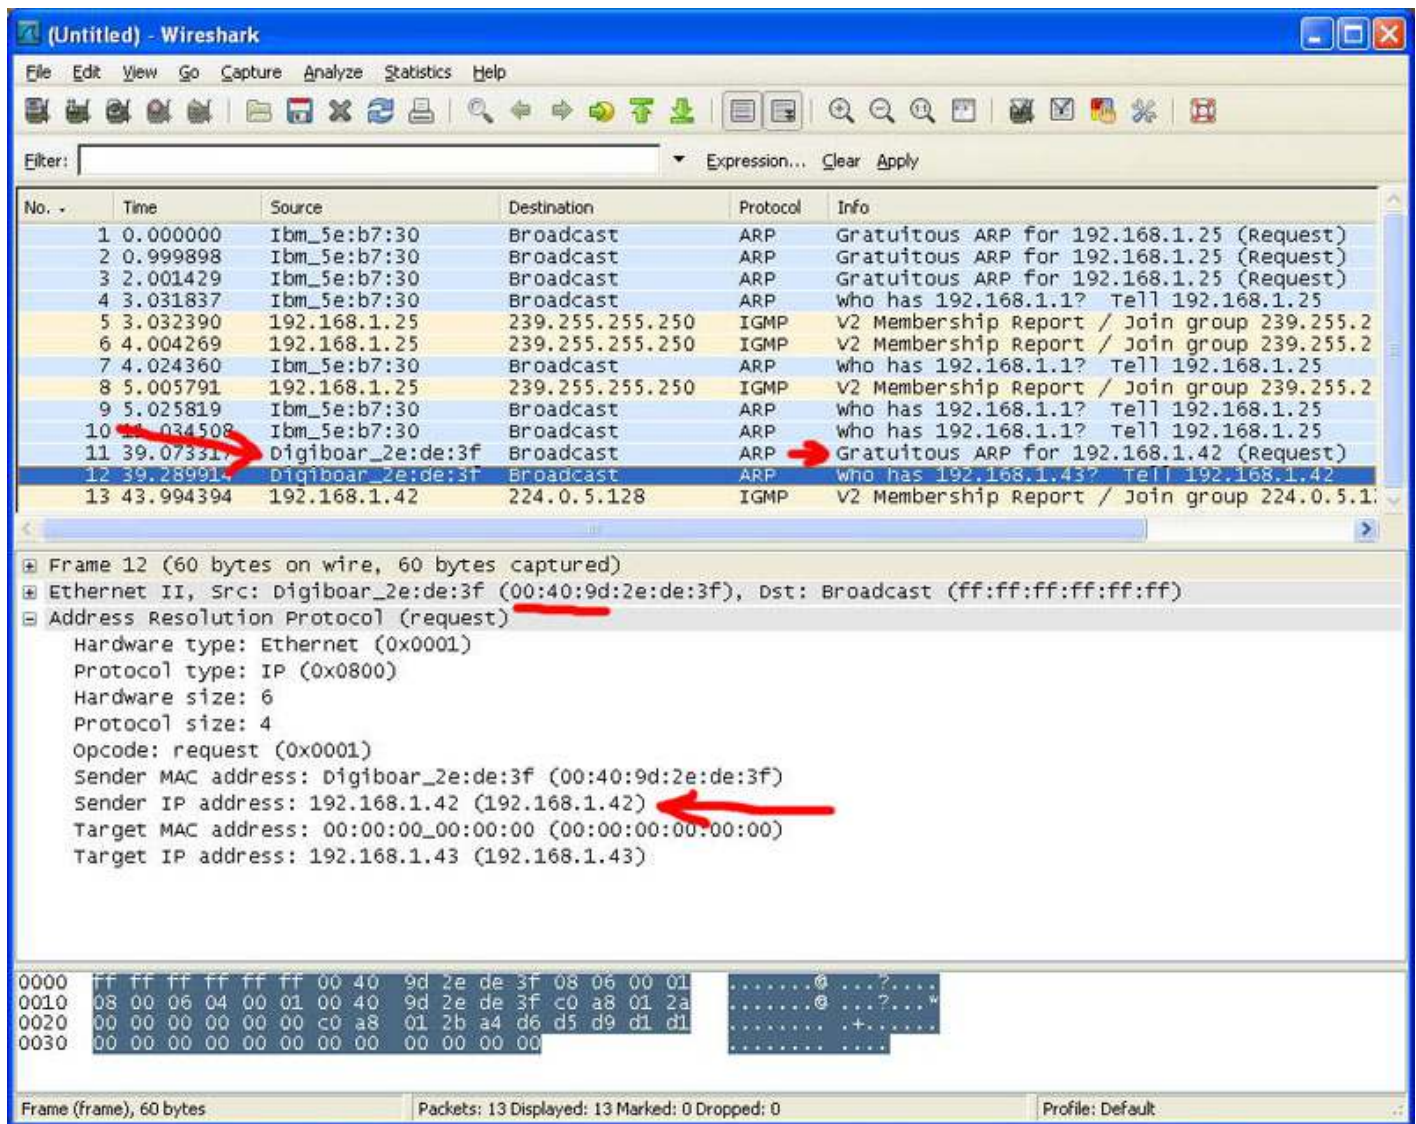 (Untitled) - Wireshark
File Edit View Go Capture Analyze Statistics Help
Filter: Expression... Clear Apply
No. - Time Source Destination Protocol Info
1 0.000000 Ibm_5e:b7:30 Broadcast ARP Gratuitous ARP for 192.168.1.25 (Request)
2 0.999898 Ibm_5e:b7:30 Broadcast ARP Gratuitous ARP for 192.168.1.25 (Request)
3 2.001429 Ibm_5e:b7:30 Broadcast ARP Gratuitous ARP for 192.168.1.25 (Request)
4 3.031837 Ibm_5e:b7:30 Broadcast ARP who has 192.168.1.1? Tell 192.168.1.25
5 3.032390 192.168.1.25 239.255.255.250 IGMP V2 Membership Report / Join group 239.255.2
6 4.004269 192.168.1.25 239.255.255.250 IGMP V2 Membership Report / Join group 239.255.2
7 4.024360 Ibm_5e:b7:30 Broadcast ARP who has 192.168.1.1? Tell 192.168.1.25
8 5.005791 192.168.1.25 239.255.255.250 IGMP V2 Membership Report / Join group 239.255.2
9 5.025819 Ibm_5e:b7:30 Broadcast ARP who has 192.168.1.1? Tell 192.168.1.25
10 Ibm_5e:b7:30 Broadcast ARP who has 192.168.1.1? Tell 192.168.1.25
11 39.073317 Digiboar_2e:de:3f Broadcast ARP Gratuitous ARP for 192.168.1.42 (Request)
12 39.289914 Digiboar_2e:de:3f Broadcast ARP who has 192.168.1.43? Tell 192.168.1.42
13 43.994394 192.168.1.42 224.0.5.128 IGMP V2 Membership Report / Join group 224.0.5.1
Frame 12 (60 bytes on wire, 60 bytes captured)
Ethernet II, Src: Digiboar_2e:de:3f (00:40:9d:2e:de:3f), Dst: Broadcast (ff:ff:ff:ff:ff:ff)
Address Resolution Protocol (request)
Hardware type: Ethernet (0x0001)
Protocol type: IP (0x0800)
Hardware size: 6
Protocol size: 4
Opcode: request (0x0001)
Sender MAC address: Digiboar_2e:de:3f (00:40:9d:2e:de:3f)
Sender IP address: 192.168.1.42 (192.168.1.42)
Target MAC address: 00:00:00_00:00:00 (00:00:00:00:00:00)
Target IP address: 192.168.1.43 (192.168.1.43)
0000 ff ff ff ff ff ff 00 40 9d 2e de 3f 08 06 00 01 .......@ ...?....
0010 08 00 06 04 00 01 00 40 9d 2e de 3f c0 a8 01 2a .......@ ...?...*
0020 00 00 00 00 00 00 c0 a8 01 2b a4 d6 d5 d9 d1 d1 ........ .+......
0030 00 00 00 00 00 00 00 00 00 00 00 00 ........ ....
Frame (frame), 60 bytes Packets: 13 Displayed: 13 Marked: 0 Dropped: 0 Profile: Default